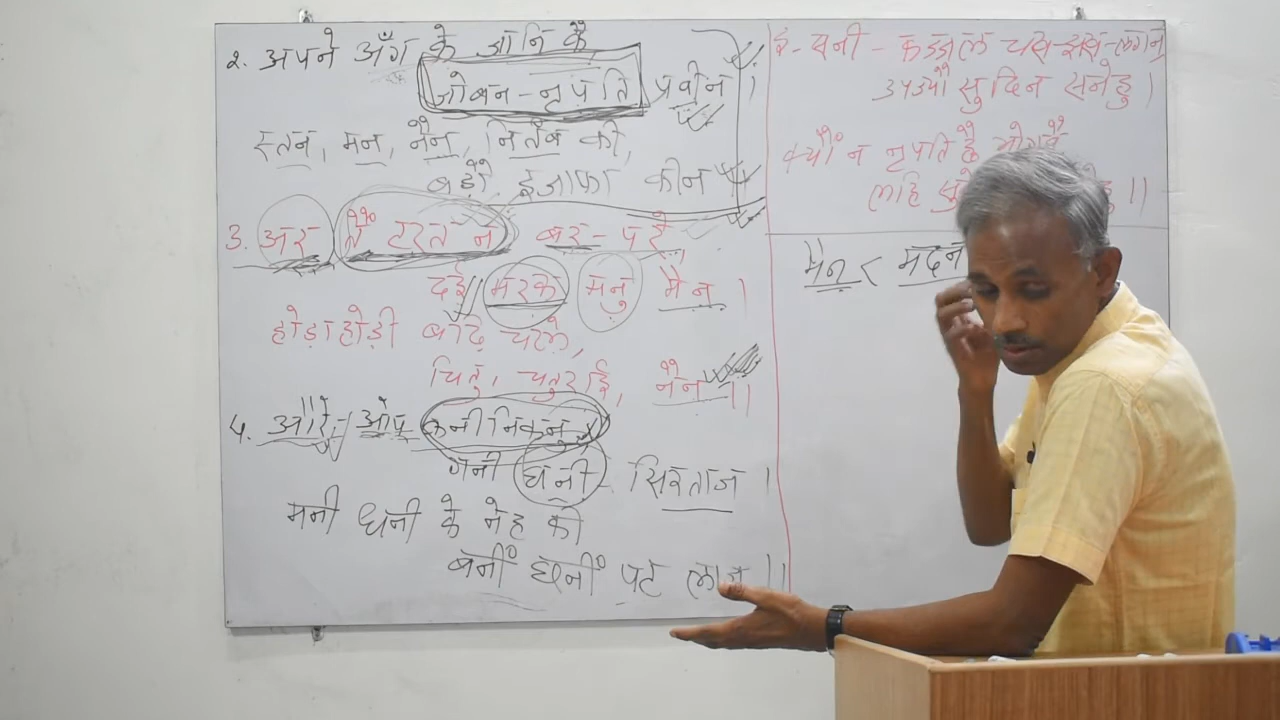 २. अपने अँग के जानि कै
जोबन-नृपति प्रवीन ।
स्तन, मन, नैन, नितंब की,
बड़ौ इजाफा कीन ॥
3. अर तैं टरत न बर-परे,
दई मरक मनु मैन ।
होड़ाहोड़ी बढ़ि चले,
चितु, चतुराई, नैन ॥
4. औरै-ओप कनीनिकनु
गनी घनी-सिरताज ।
मनी धनी के नेह की
बनीं छनीं पट लाज ॥
- सनी - कज्जल चख-झख-लगन
उपज्यौ सुदिन सनेहु ।
क्यौं न नृपति ह्वै भोगवै
लहि
मैन < मदन